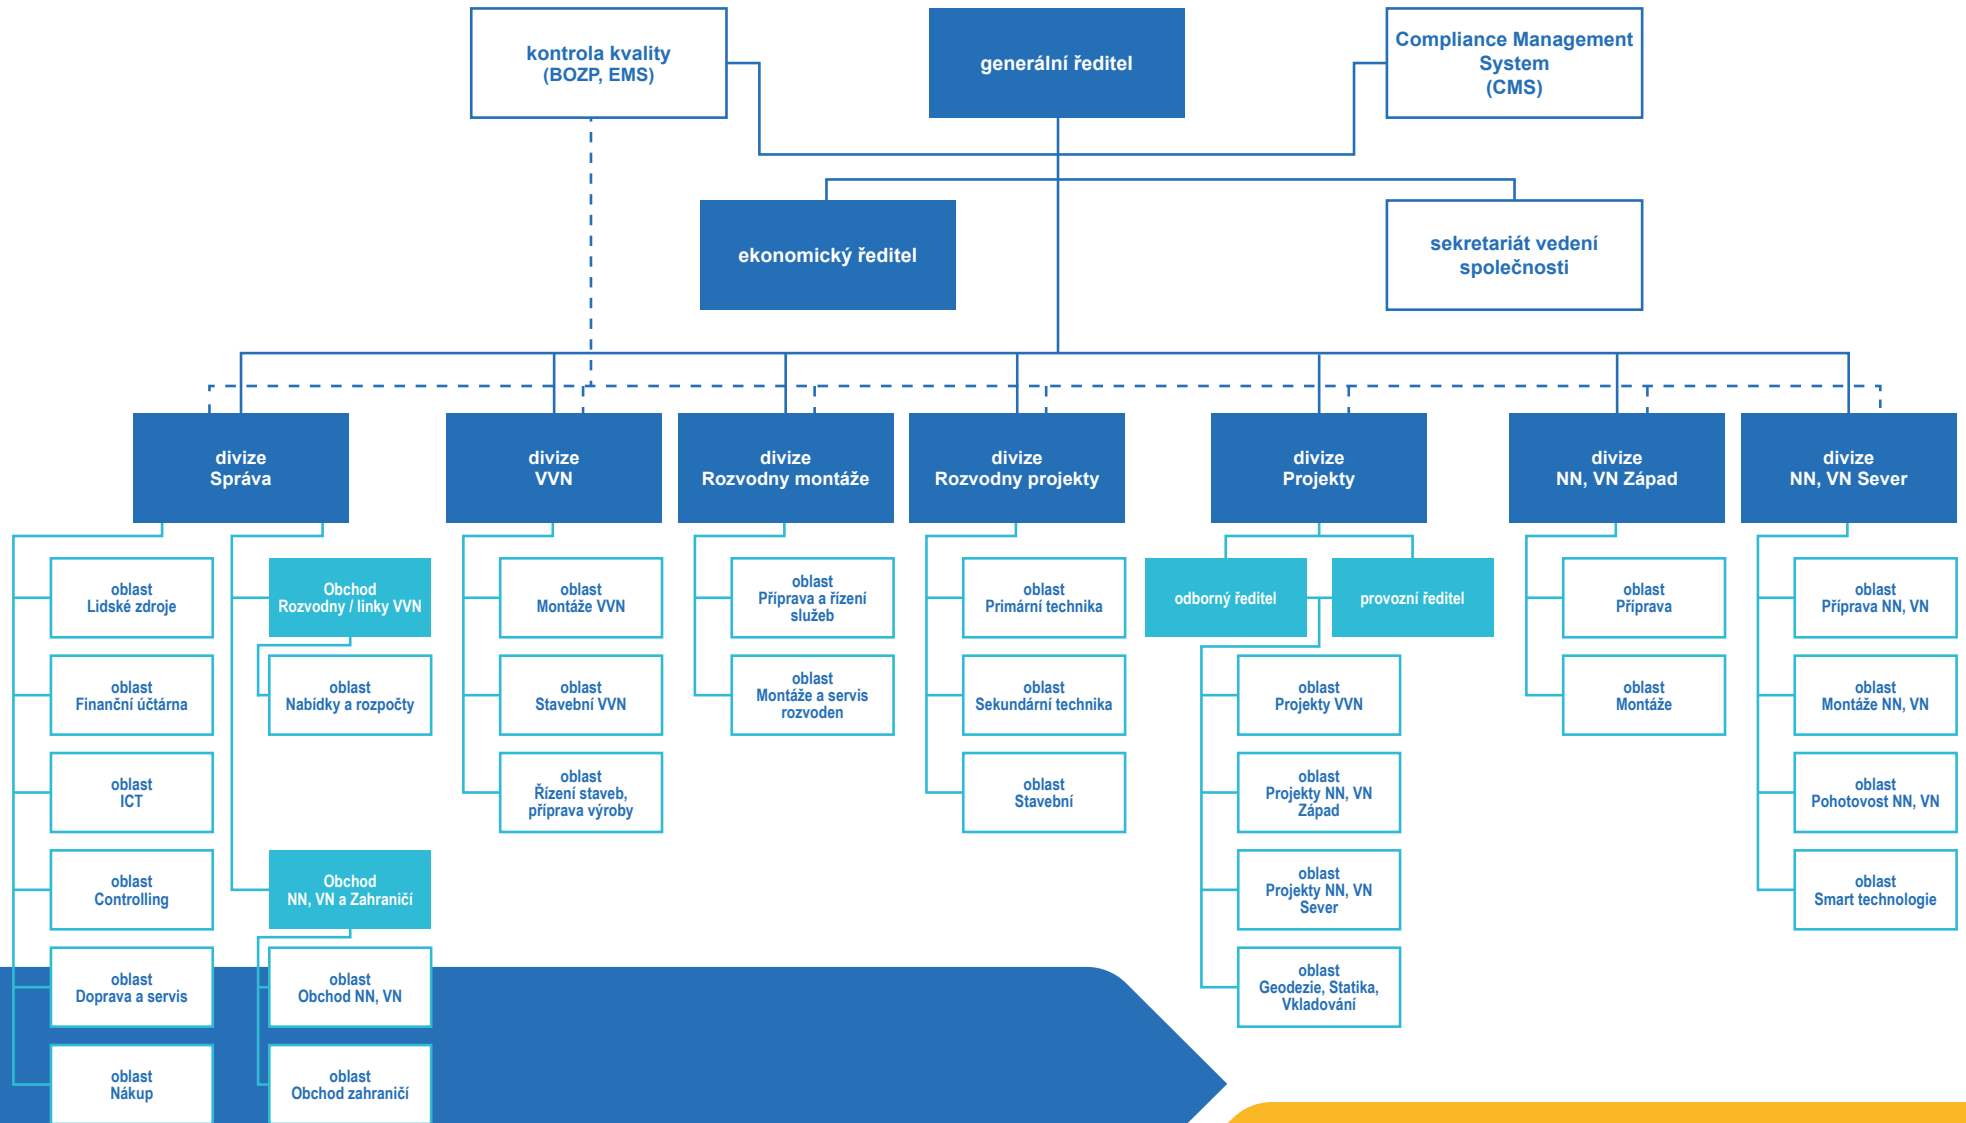 kontrola kvality
(BOZP, EMS)
generální ředitel
Compliance Management
System
(CMS)
ekonomický ředitel
sekretariát vedení
společnosti
divize
Správa
divize
VVN
divize
Rozvodny montáže
divize
Rozvodny projekty
divize
Projekty
divize
NN, VN Západ
divize
NN, VN Sever
oblast
Lidské zdroje
oblast
Finanční účtárna
oblast
ICT
oblast
Controlling
oblast
Doprava a servis
oblast
Nákup
Obchod
Rozvodny / linky VVN
oblast
Nabídky a rozpočty
Obchod
NN, VN a Zahraničí
oblast
Obchod NN, VN
oblast
Obchod zahraničí
oblast
Montáže VVN
oblast
Stavební VVN
oblast
Řízení staveb,
příprava výroby
oblast
Příprava a řízení
služeb
oblast
Montáže a servis
rozvoden
oblast
Primární technika
oblast
Sekundární technika
oblast
Stavební
odborný ředitel
provozní ředitel
oblast
Projekty VVN
oblast
Projekty NN, VN
Západ
oblast
Projekty NN, VN
Sever
oblast
Geodezie, Statika,
Vkladování
oblast
Příprava
oblast
Montáže
oblast
Příprava NN, VN
oblast
Montáže NN, VN
oblast
Pohotovost NN, VN
oblast
Smart technologie